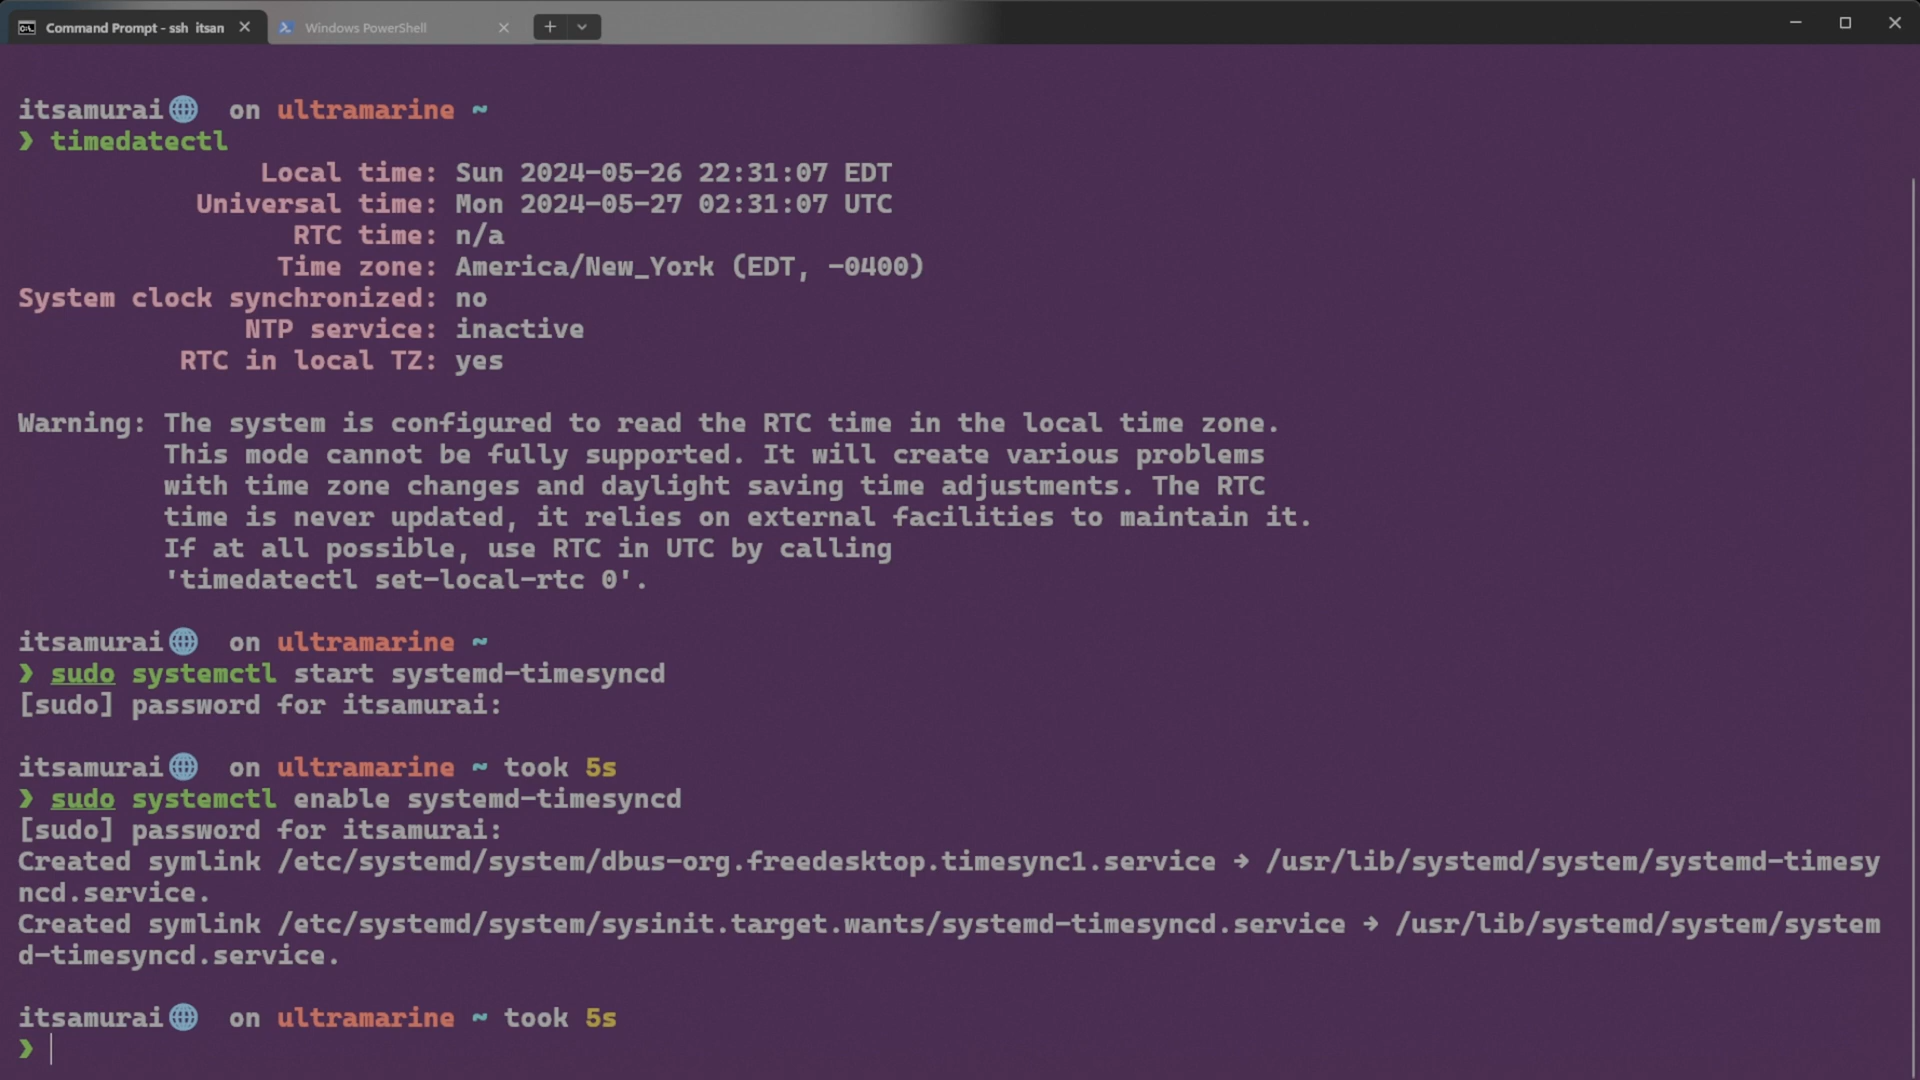 Command Prompt - ssh itsan
Windows PowerShell
itsamurai on ultramarine ~
❯ timedatectl
Local time: Sun 2024-05-26 22:31:07 EDT
Universal time: Mon 2024-05-27 02:31:07 UTC
RTC time: n/a
Time zone: America/New_York (EDT, -0400)
System clock synchronized: no
NTP service: inactive
RTC in local TZ: yes
Warning: The system is configured to read the RTC time in the local time zone.
This mode cannot be fully supported. It will create various problems
with time zone changes and daylight saving time adjustments. The RTC
time is never updated, it relies on external facilities to maintain it.
If at all possible, use RTC in UTC by calling
'timedatectl set-local-rtc 0'.
itsamurai on ultramarine ~
❯ sudo systemctl start systemd-timesyncd
[sudo] password for itsamurai:
itsamurai on ultramarine ~ took 5s
❯ sudo systemctl enable systemd-timesyncd
[sudo] password for itsamurai:
Created symlink /etc/systemd/system/dbus-org.freedesktop.timesync1.service → /usr/lib/systemd/system/systemd-timesy
ncd.service.
Created symlink /etc/systemd/system/sysinit.target.wants/systemd-timesyncd.service → /usr/lib/systemd/system/system
d-timesyncd.service.
itsamurai on ultramarine ~ took 5s
❯